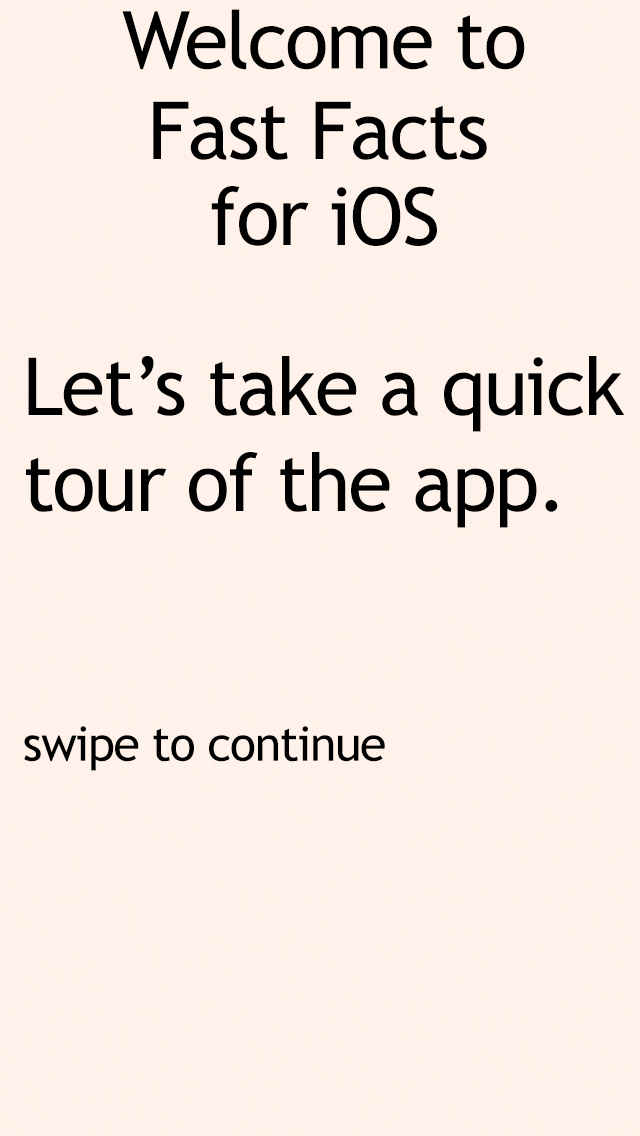 Welcome to
Fast Facts
for iOS
Let’s take a quick
tour of the app.
swipe to continue